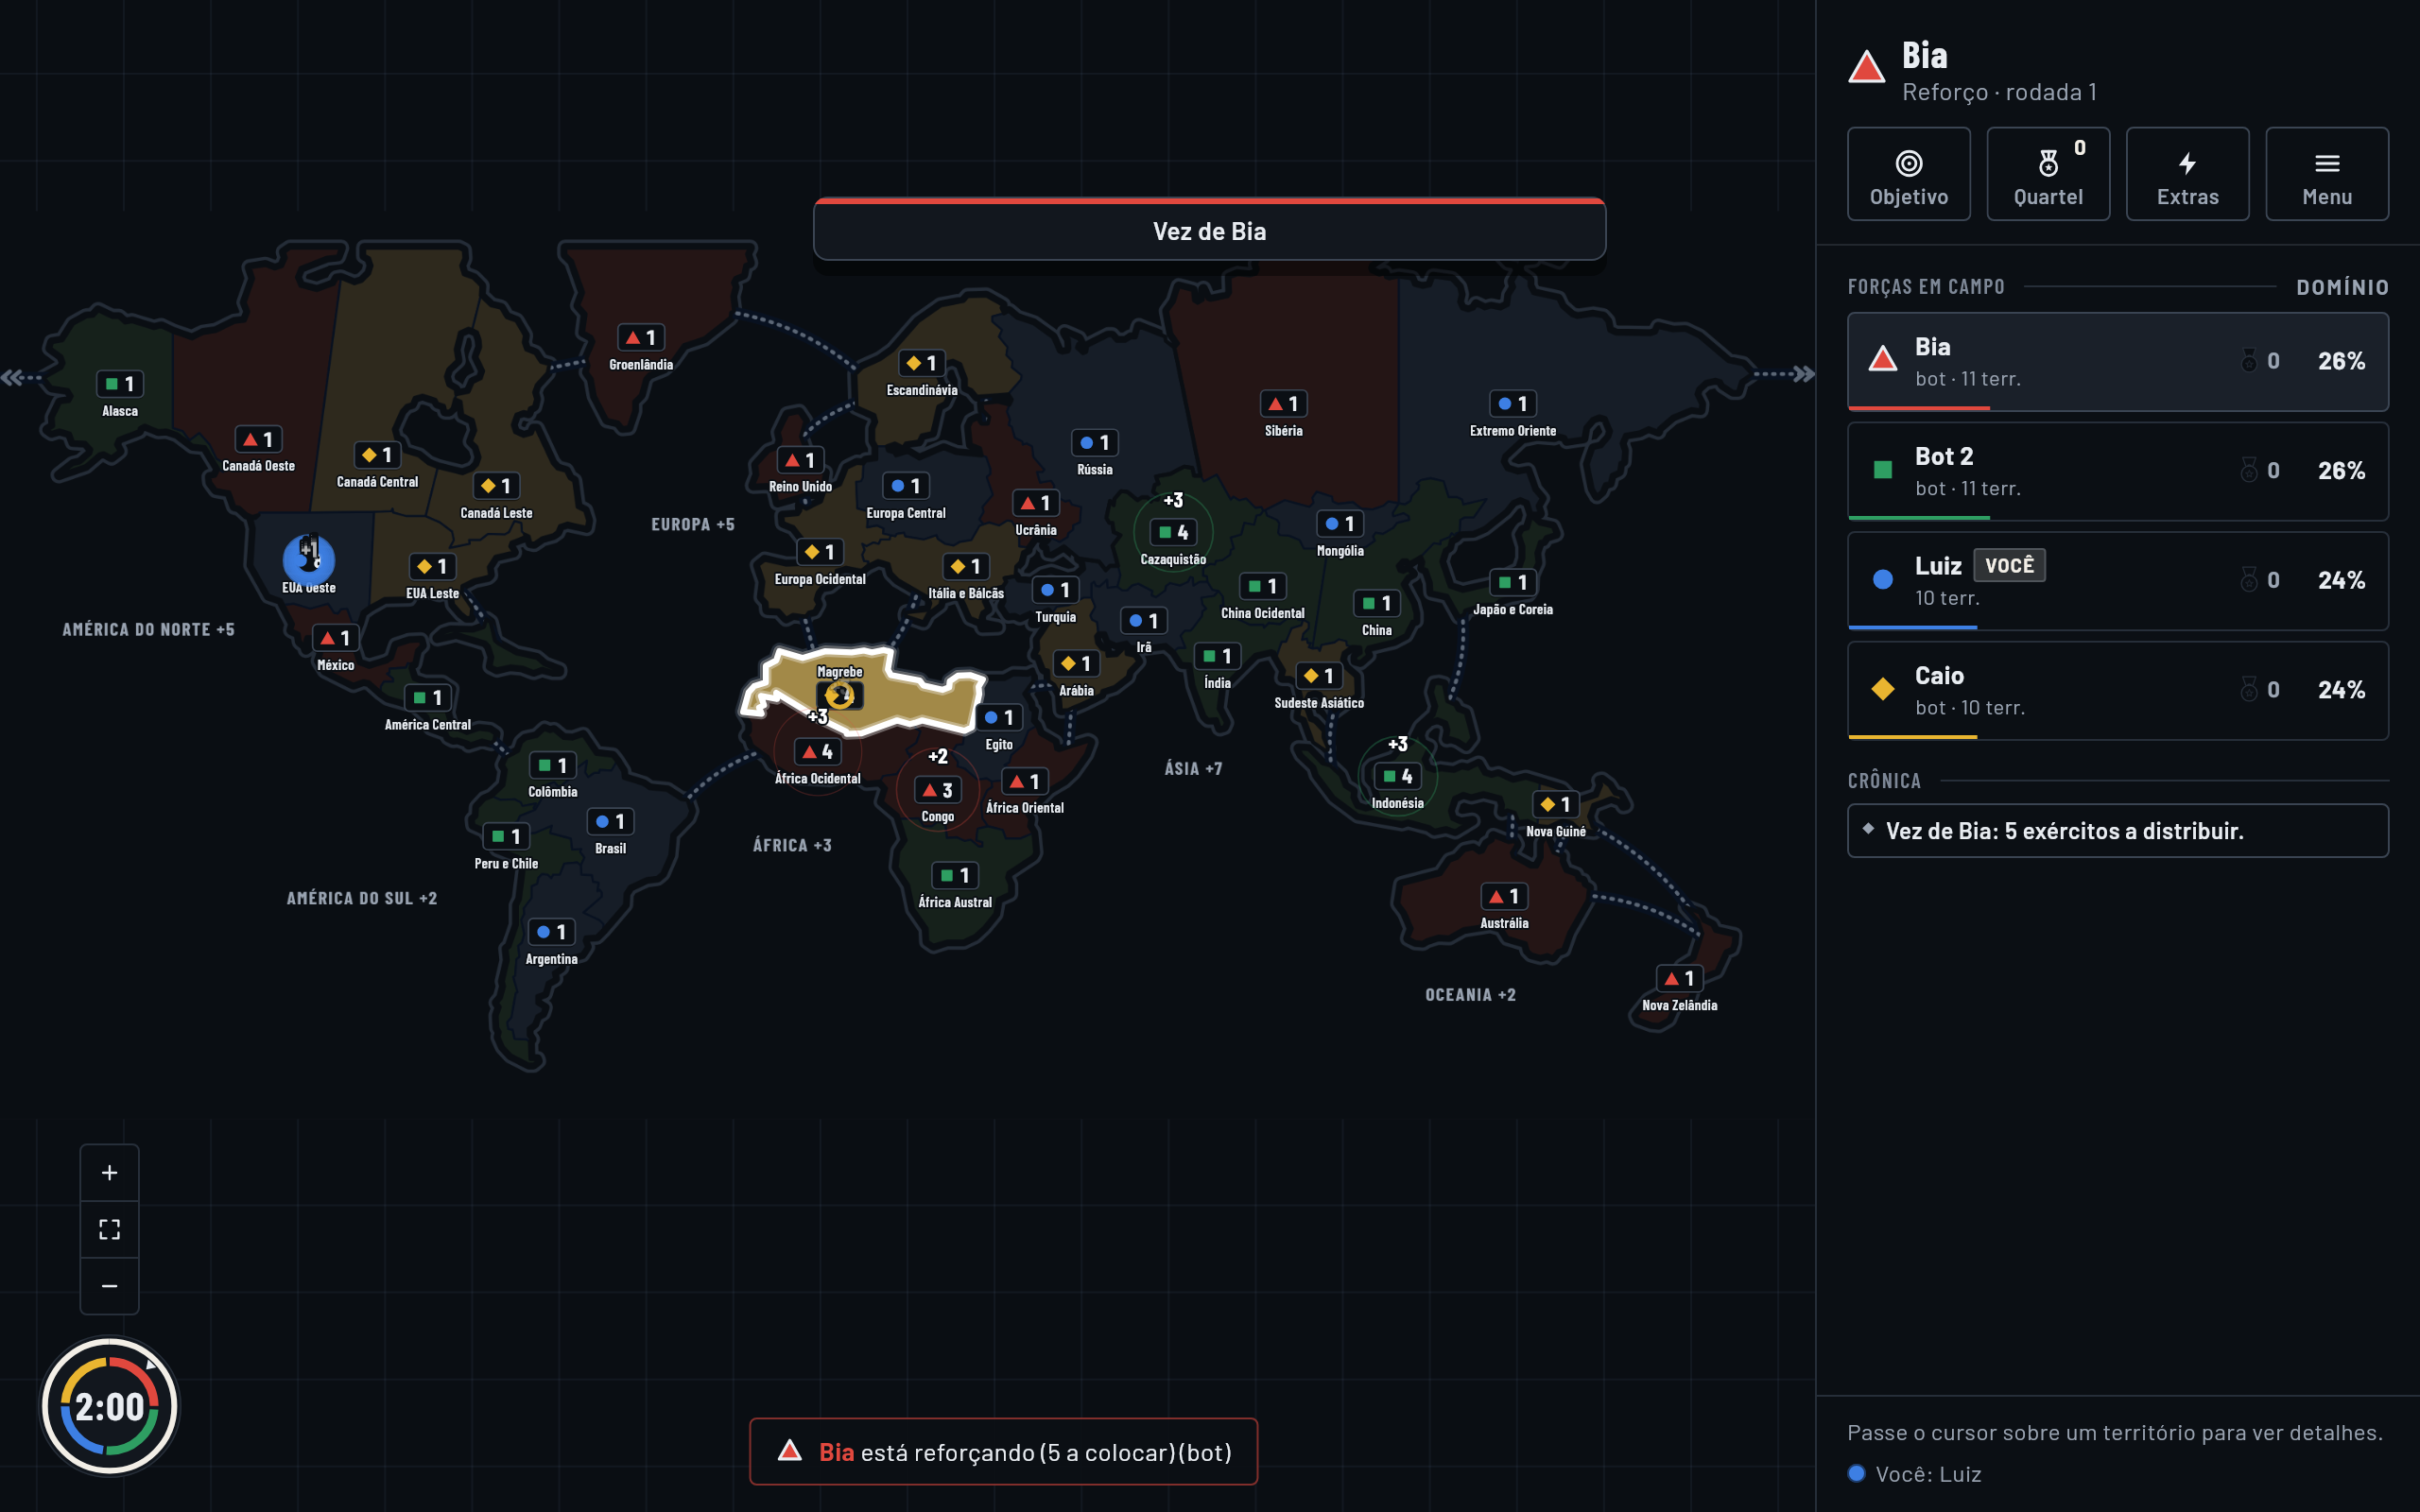 Bia
Reforço · rodada 1
Objetivo
0
Quartel
Extras
Menu
Vez de Bia
FORÇAS EM CAMPO
DOMÍNIO
Bia
bot · 11 terr.
0
26%
Bot 2
bot · 11 terr.
0
26%
Luiz VOCÊ
10 terr.
0
24%
Caio
bot · 10 terr.
0
24%
CRÔNICA
Vez de Bia: 5 exércitos a distribuir.
1
Groenlândia
1
Alasca
1
Canadá Oeste
1
Canadá Central
1
Canadá Leste
+1
EUA Oeste
1
EUA Leste
AMÉRICA DO NORTE +5
1
México
1
América Central
1
Colômbia
1
Brasil
1
Peru e Chile
AMÉRICA DO SUL +2
1
Argentina
1
Escandinávia
1
Reino Unido
1
Europa Central
EUROPA +5
1
Ucrânia
1
Europa Ocidental
1
Itália e Bálcãs
1
Rússia
1
Sibéria
1
Extremo Oriente
+3
4
Cazaquistão
1
Mongólia
1
Turquia
1
Irã
1
China Ocidental
1
China
1
Japão e Coreia
1
Arábia
1
Índia
1
Sudeste Asiático
ÁSIA +7
Magrebe
+3
4
África Ocidental
1
Egito
+2
3
Congo
1
África Oriental
ÁFRICA +3
1
África Austral
+3
4
Indonésia
1
Nova Guiné
1
Austrália
OCEANIA +2
1
Nova Zelândia
+
−
2:00
Bia está reforçando (5 a colocar) (bot)
Passe o cursor sobre um território para ver detalhes.
Você: Luiz